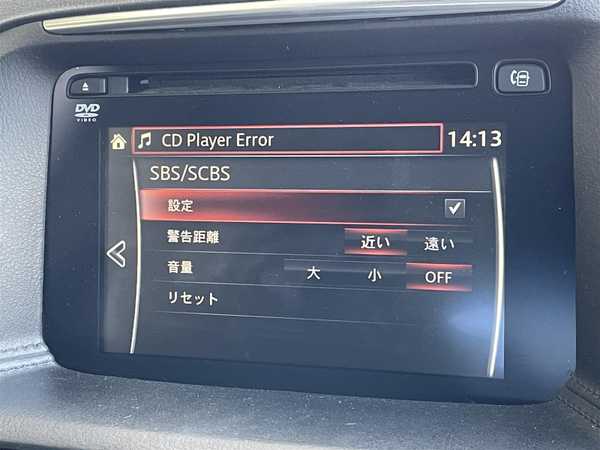 DVD
VIDEO
CD Player Error 14:13
SBS/SCBS
設定
警告距離 近い 遠い
音量 大 小 OFF
リセット